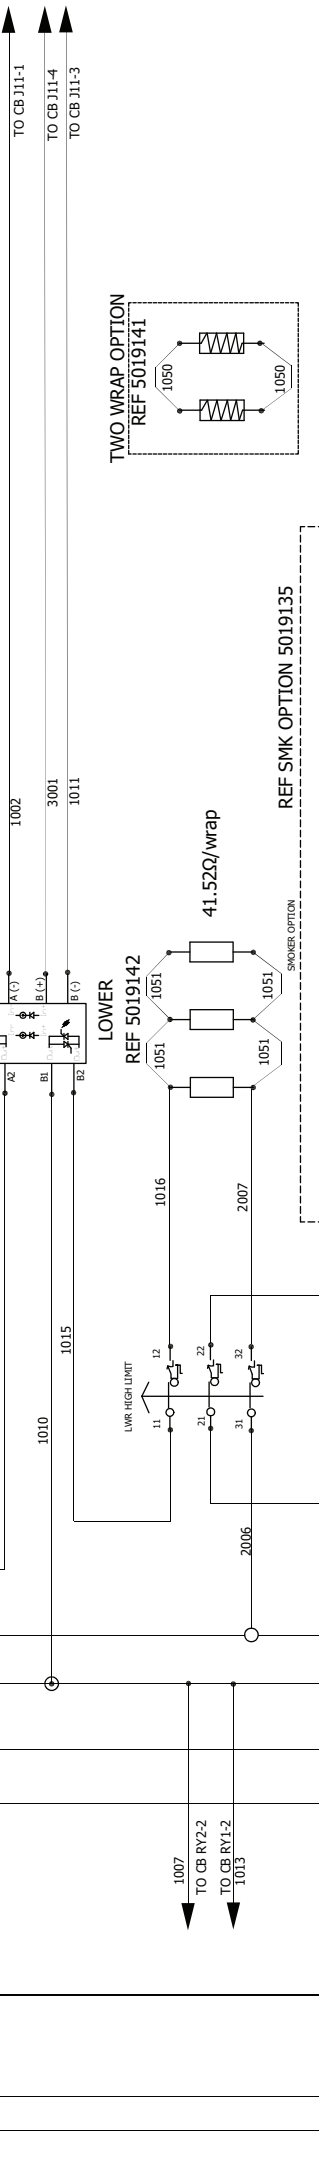 TO CB J11-1
TO CB J11-4
TO CB J11-3
TWO WRAP OPTION
REF 5019141
1050
1050
REF SMK OPTION 5019135
SMOKER OPTION
1002
3001
1011
41.52Ω/wrap
A (-)
B (+)
B (-)
A2
B1
B2
LOWER
REF 5019142
1051
1051
1051
1051
1016
2007
1015
1010
LWR HIGH LIMIT
12
22
32
11
21
31
2006
1007
TO CB RY2-2
TO CB RY1-2
1013